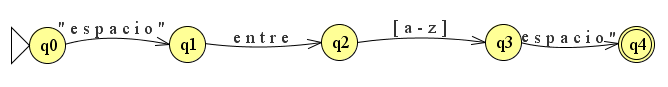 q0 "espacio" q1 entre q2 [a-z] q3 espacio" q4